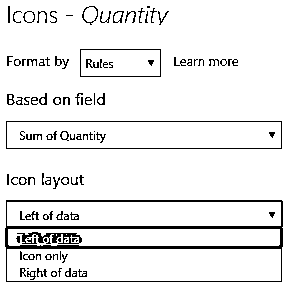 Icons - Quantity
Format by Rules Learn more
Based on field
Sum of Quantity
Icon layout
Left of data
Left of data
Icon only
Right of data